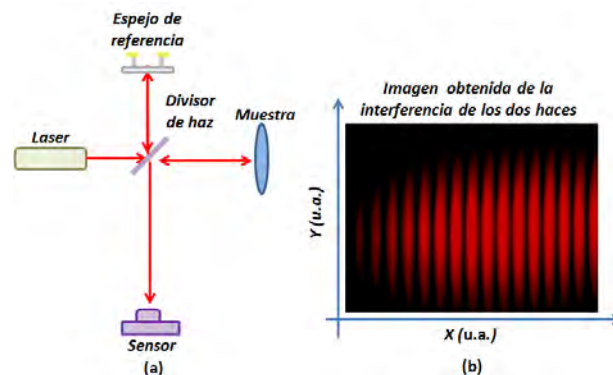 Espejo de
referencia
Divisor
de haz
Laser
Muestra
Sensor
(a)
Imagen obtenida de la
interferencia de los dos haces
Y (u.a.)
X (u.a.)
(b)